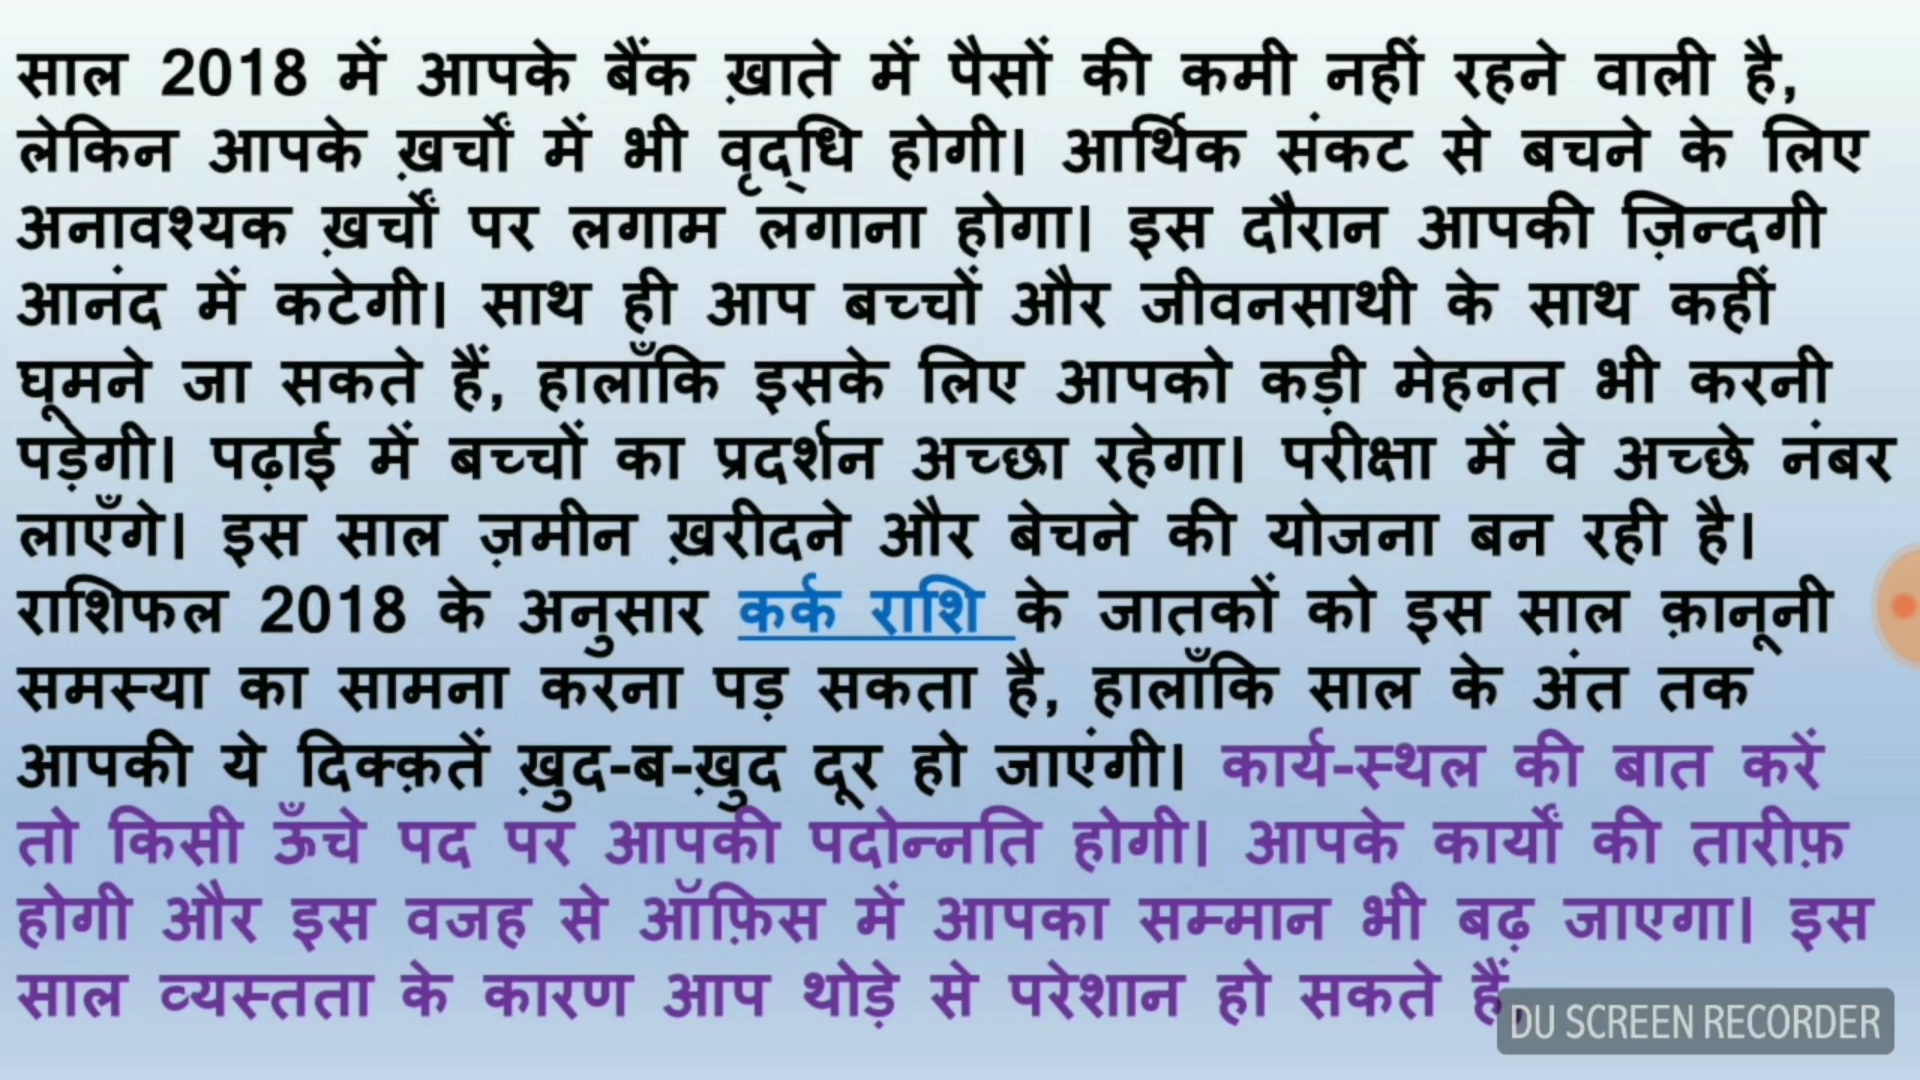 साल 2018 में आपके बैंक ख़ाते में पैसों की कमी नहीं रहने वाली है,
लेकिन आपके ख़र्चों में भी वृद्धि होगी। आर्थिक संकट से बचने के लिए
अनावश्यक ख़र्चों पर लगाम लगाना होगा। इस दौरान आपकी ज़िन्दगी
आनंद में कटेगी। साथ ही आप बच्चों और जीवनसाथी के साथ कहीं
घूमने जा सकते हैं, हालाँकि इसके लिए आपको कड़ी मेहनत भी करनी
पड़ेगी। पढ़ाई में बच्चों का प्रदर्शन अच्छा रहेगा। परीक्षा में वे अच्छे नंबर
लाएँगे। इस साल ज़मीन ख़रीदने और बेचने की योजना बन रही है।
राशिफल 2018 के अनुसार कर्क राशि के जातकों को इस साल क़ानूनी
समस्या का सामना करना पड़ सकता है, हालाँकि साल के अंत तक
आपकी ये दिक्क़तें ख़ुद-ब-ख़ुद दूर हो जाएंगी। कार्य-स्थल की बात करें
तो किसी ऊँचे पद पर आपकी पदोन्नति होगी। आपके कार्यों की तारीफ़
होगी और इस वजह से ऑफ़िस में आपका सम्मान भी बढ़ जाएगा। इस
साल व्यस्तता के कारण आप थोड़े से परेशान हो सकते हैं,
DU SCREEN RECORDER